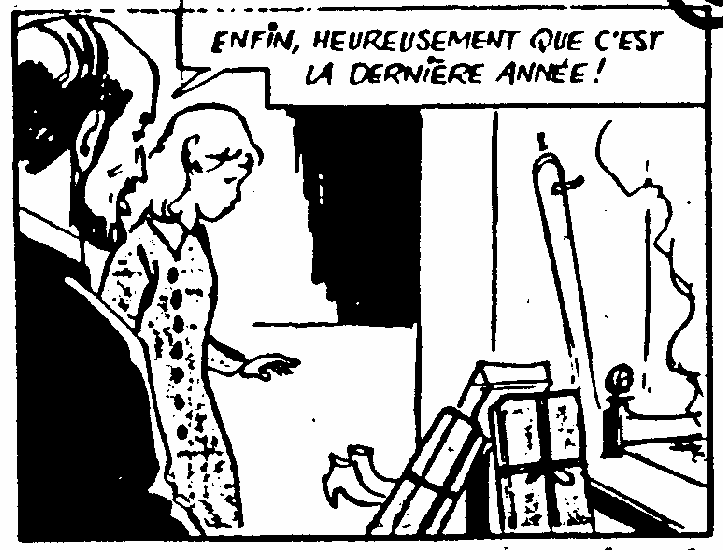 ENFIN, HEUREUSEMENT QUE C'EST
LA DERNIÈRE ANNÉE!